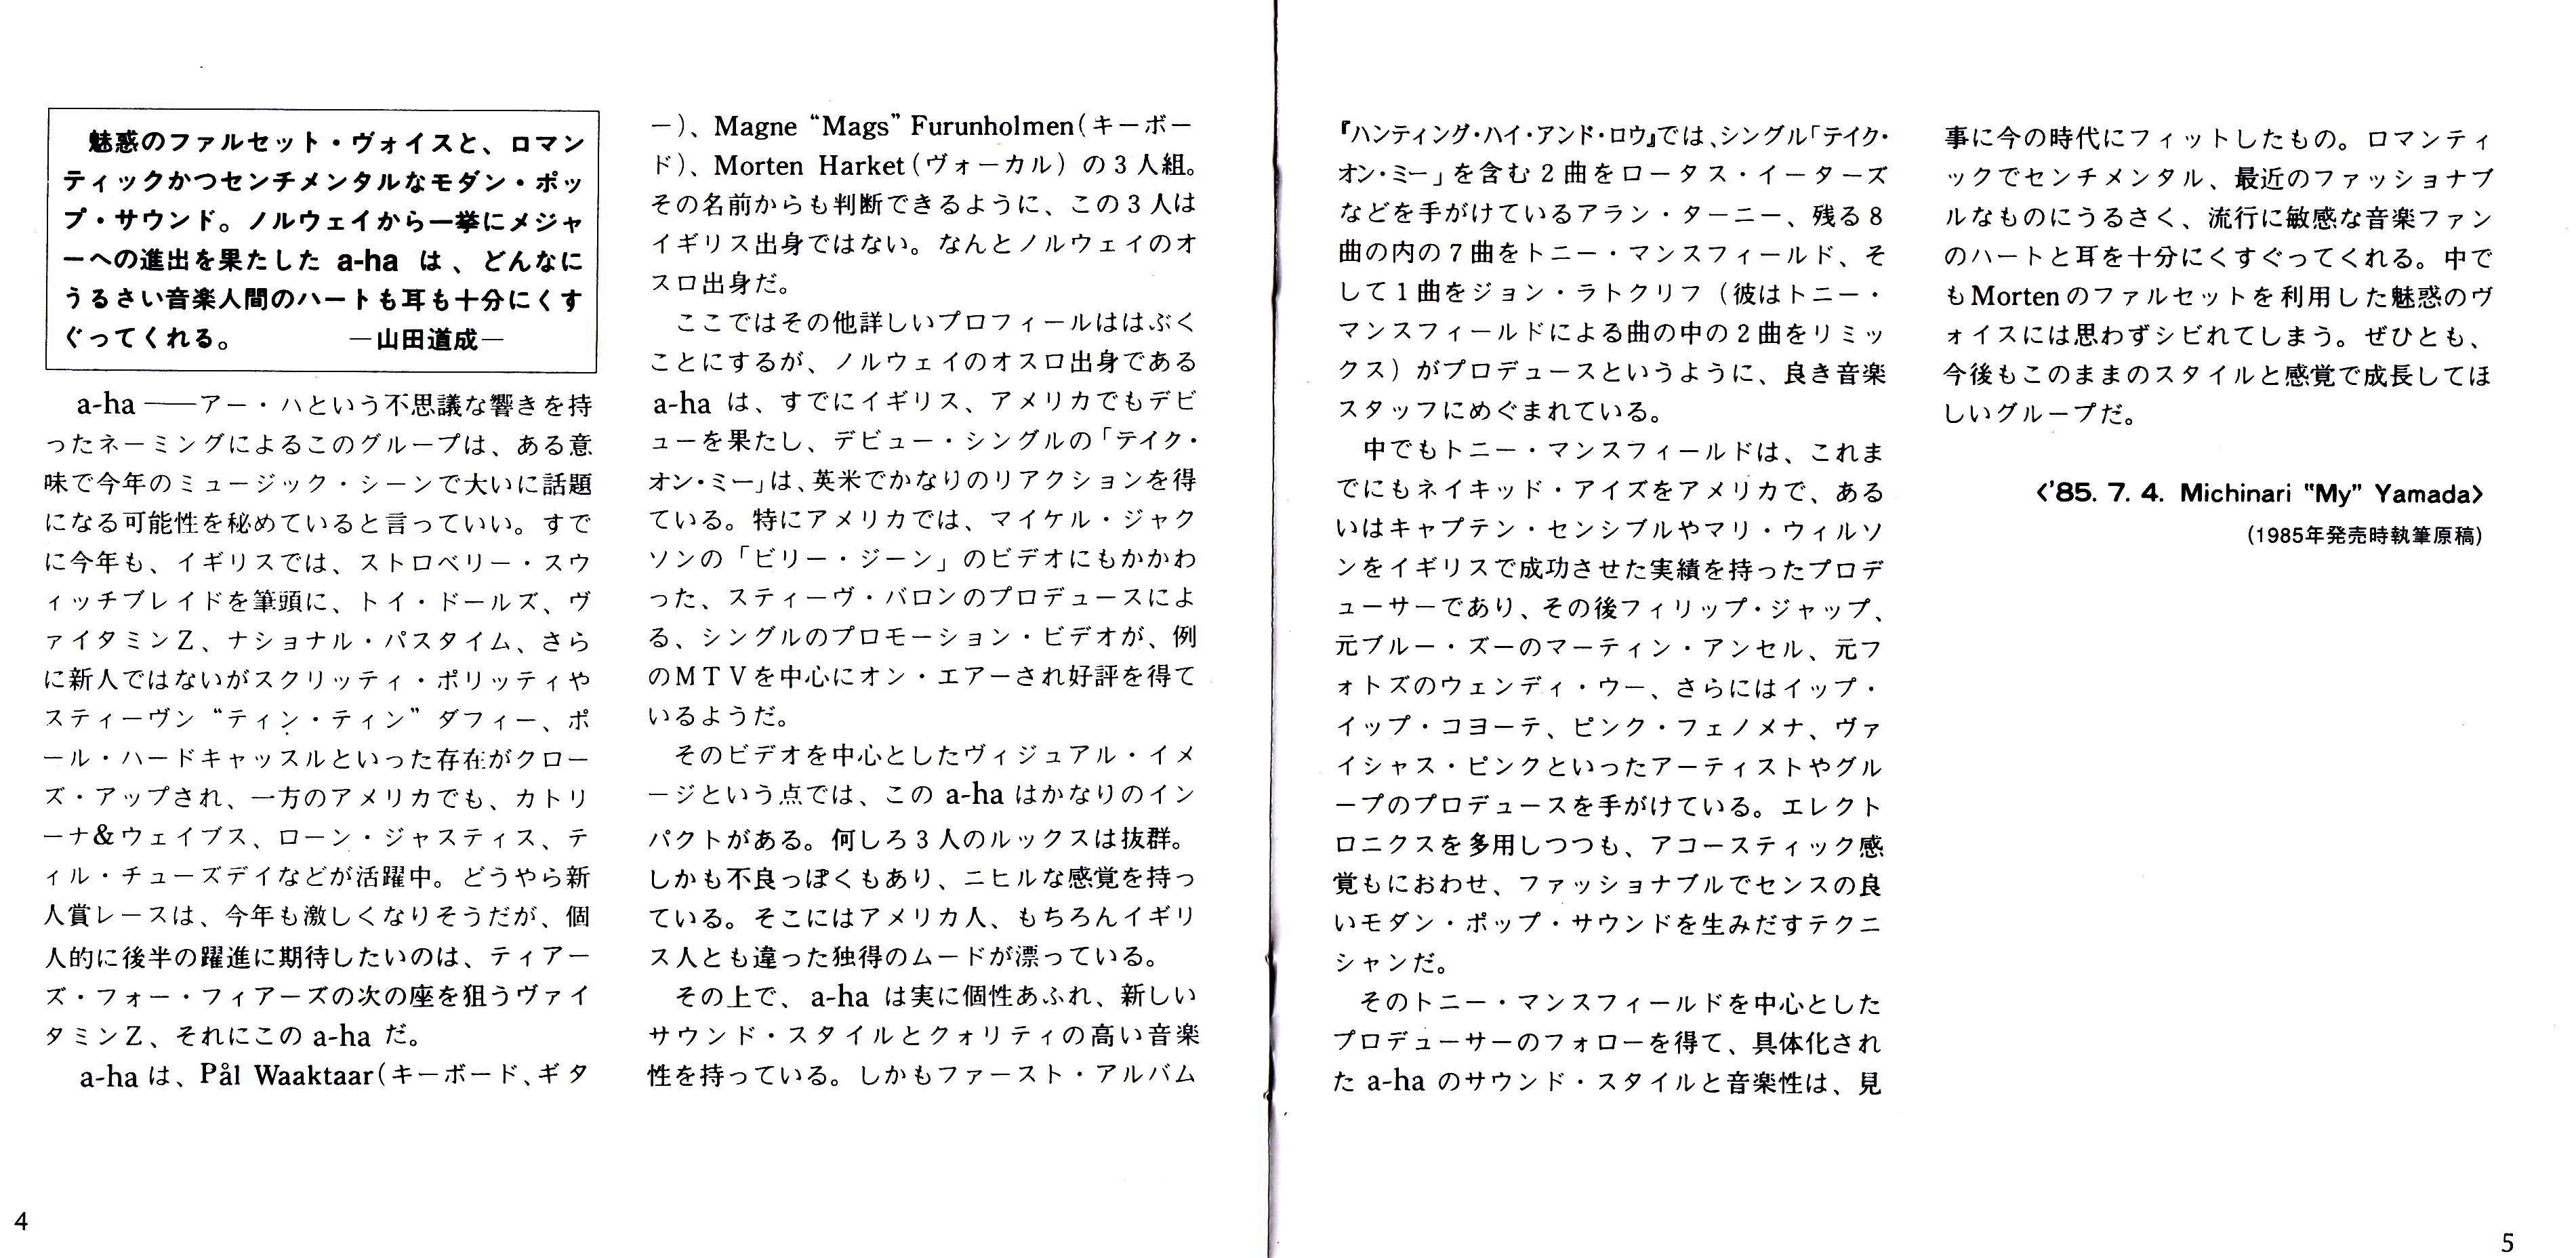 魅惑のファルセット・ヴォイスと、ロマン
ティックかつセンチメンタルなモダン・ポッ
プ・サウンド。ノルウェイから一挙にメジャ
ーへの進出を果たした a-ha は、どんなに
うるさい音楽人間のハートも耳も十分にくす
ぐってくれる。　　　　―山田道成―
a-ha ――アー・ハという不思議な響きを持
ったネーミングによるこのグループは、ある意
味で今年のミュージック・シーンで大いに話題
になる可能性を秘めていると言っていい。すで
に今年も、イギリスでは、ストロベリー・スウ
ィッチブレイドを筆頭に、トイ・ドールズ、ヴ
ァイタミンZ、ナショナル・パスタイム、さら
に新人ではないがスクリッティ・ポリッティや
スティーヴン“ティン・ティン”ダフィー、ポ
ール・ハードキャッスルといった存在がクロー
ズ・アップされ、一方のアメリカでも、カトリ
ーナ&ウェイブス、ローン・ジャスティス、テ
ィル・チューズデイなどが活躍中。どうやら新
人賞レースは、今年も激しくなりそうだが、個
人的に後半の躍進に期待したいのは、ティアー
ズ・フォー・フィアーズの次の座を狙うヴァイ
タミンZ、それにこの a-ha だ。
a-ha は、Pål Waaktaar(キーボード、ギタ
ー)、Magne “Mags” Furunholmen(キーボー
ド)、Morten Harket(ヴォーカル) の3人組。
その名前からも判断できるように、この3人は
イギリス出身ではない。なんとノルウェイのオ
スロ出身だ。
ここではその他詳しいプロフィールははぶく
ことにするが、ノルウェイのオスロ出身である
a-ha は、すでにイギリス、アメリカでもデビ
ューを果たし、デビュー・シングルの「テイク・
オン・ミー」は、英米でかなりのリアクションを得
ている。特にアメリカでは、マイケル・ジャク
ソンの「ビリー・ジーン」のビデオにもかかわ
った、スティーヴ・バロンのプロデュースによ
る、シングルのプロモーション・ビデオが、例
のMTVを中心にオン・エアーされ好評を得て
いるようだ。
そのビデオを中心としたヴィジュアル・イメ
ージという点では、この a-ha はかなりのイン
パクトがある。何しろ3人のルックスは抜群。
しかも不良っぽくもあり、ニヒルな感覚を持っ
ている。そこにはアメリカ人、もちろんイギリ
ス人とも違った独得のムードが漂っている。
その上で、a-ha は実に個性あふれ、新しい
サウンド・スタイルとクォリティの高い音楽
性を持っている。しかもファースト・アルバム
『ハンティング・ハイ・アンド・ロウ』では、シングル「テイク・
オン・ミー」を含む2曲をロータス・イーターズ
などを手がけているアラン・ターニー、残る8
曲の内の7曲をトニー・マンスフィールド、そ
して1曲をジョン・ラトクリフ（彼はトニー・
マンスフィールドによる曲の中の2曲をリミッ
クス）がプロデュースというように、良き音楽
スタッフにめぐまれている。
中でもトニー・マンスフィールドは、これま
でにもネイキッド・アイズをアメリカで、ある
いはキャプテン・センシブルやマリ・ウィルソ
ンをイギリスで成功させた実績を持ったプロデ
ューサーであり、その後フィリップ・ジャップ、
元ブルー・ズーのマーティン・アンセル、元フ
ォトズのウェンディ・ウー、さらにはイップ・
イップ・コヨーテ、ピンク・フェノメナ、ヴァ
イシャス・ピンクといったアーティストやグル
ープのプロデュースを手がけている。エレクト
ロニクスを多用しつつも、アコースティック感
覚もにおわせ、ファッショナブルでセンスの良
いモダン・ポップ・サウンドを生みだすテクニ
シャンだ。
そのトニー・マンスフィールドを中心とした
プロデューサーのフォローを得て、具体化され
た a-ha のサウンド・スタイルと音楽性は、見
事に今の時代にフィットしたもの。ロマンティ
ックでセンチメンタル、最近のファッショナブ
ルなものにうるさく、流行に敏感な音楽ファン
のハートと耳を十分にくすぐってくれる。中で
もMortenのファルセットを利用した魅惑のヴ
ォイスには思わずシビれてしまう。ぜひとも、
今後もこのままのスタイルと感覚で成長してほ
しいグループだ。
〈’85. 7. 4. Michinari “My” Yamada〉
(1985年発売時執筆原稿)
4
5